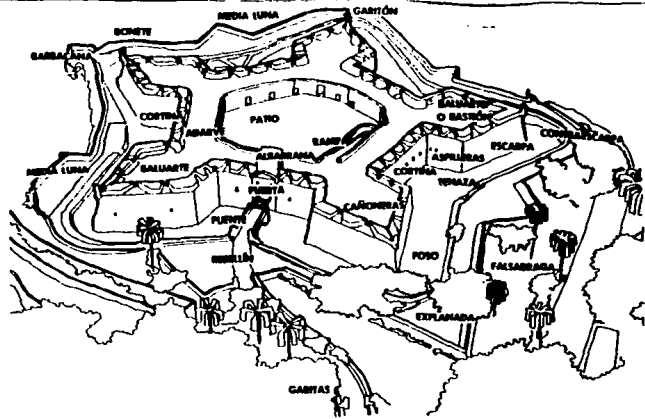 BONETE
MEDIA LUNA
GARITÓN
BARBACANA
CORTINA
ADARVE
PATIO
RAMPA
BALUARTE
O BASTIÓN
ESCARPA
CONTRAESCARPA
MEDIA LUNA
BALUARTE
ALBARRANA
ASPILLERAS
CORTINA
TENAZA
PUERTA
PUENTE
CAÑONERAS
REBELLÍN
FOSO
FALSABRAGA
EXPLANADA
GARITAS